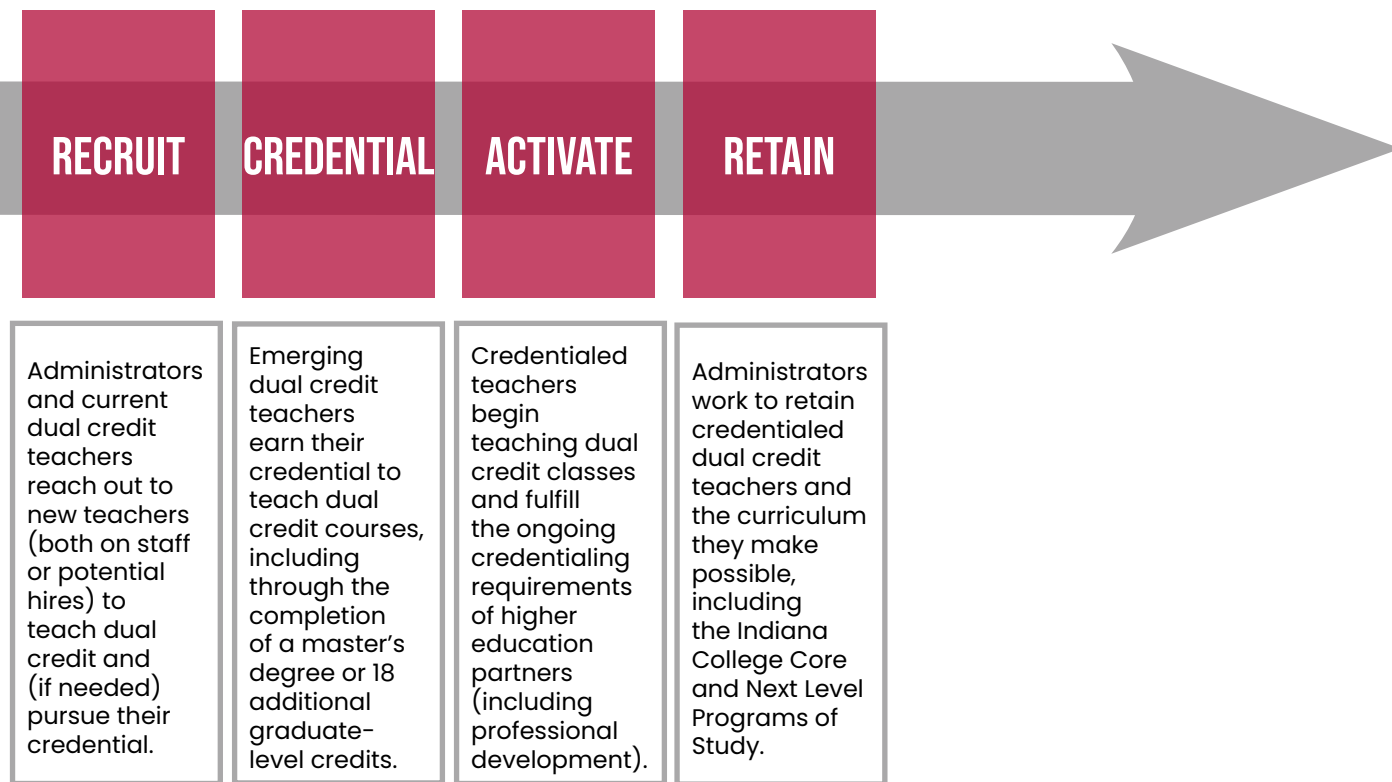 RECRUIT
CREDENTIAL
ACTIVATE
RETAIN
Administrators
and current
dual credit
teachers
reach out to
new teachers
(both on staff
or potential
hires) to
teach dual
credit and
(if needed)
pursue their
credential.
Emerging
dual credit
teachers
earn their
credential to
teach dual
credit courses,
including
through the
completion
of a master’s
degree or 18
additional
graduate-
level credits.
Credentialed
teachers
begin
teaching dual
credit classes
and fulfill
the ongoing
credentialing
requirements
of higher
education
partners
(including
professional
development).
Administrators
work to retain
credentialed
dual credit
teachers and
the curriculum
they make
possible,
including
the Indiana
College Core
and Next Level
Programs of
Study.